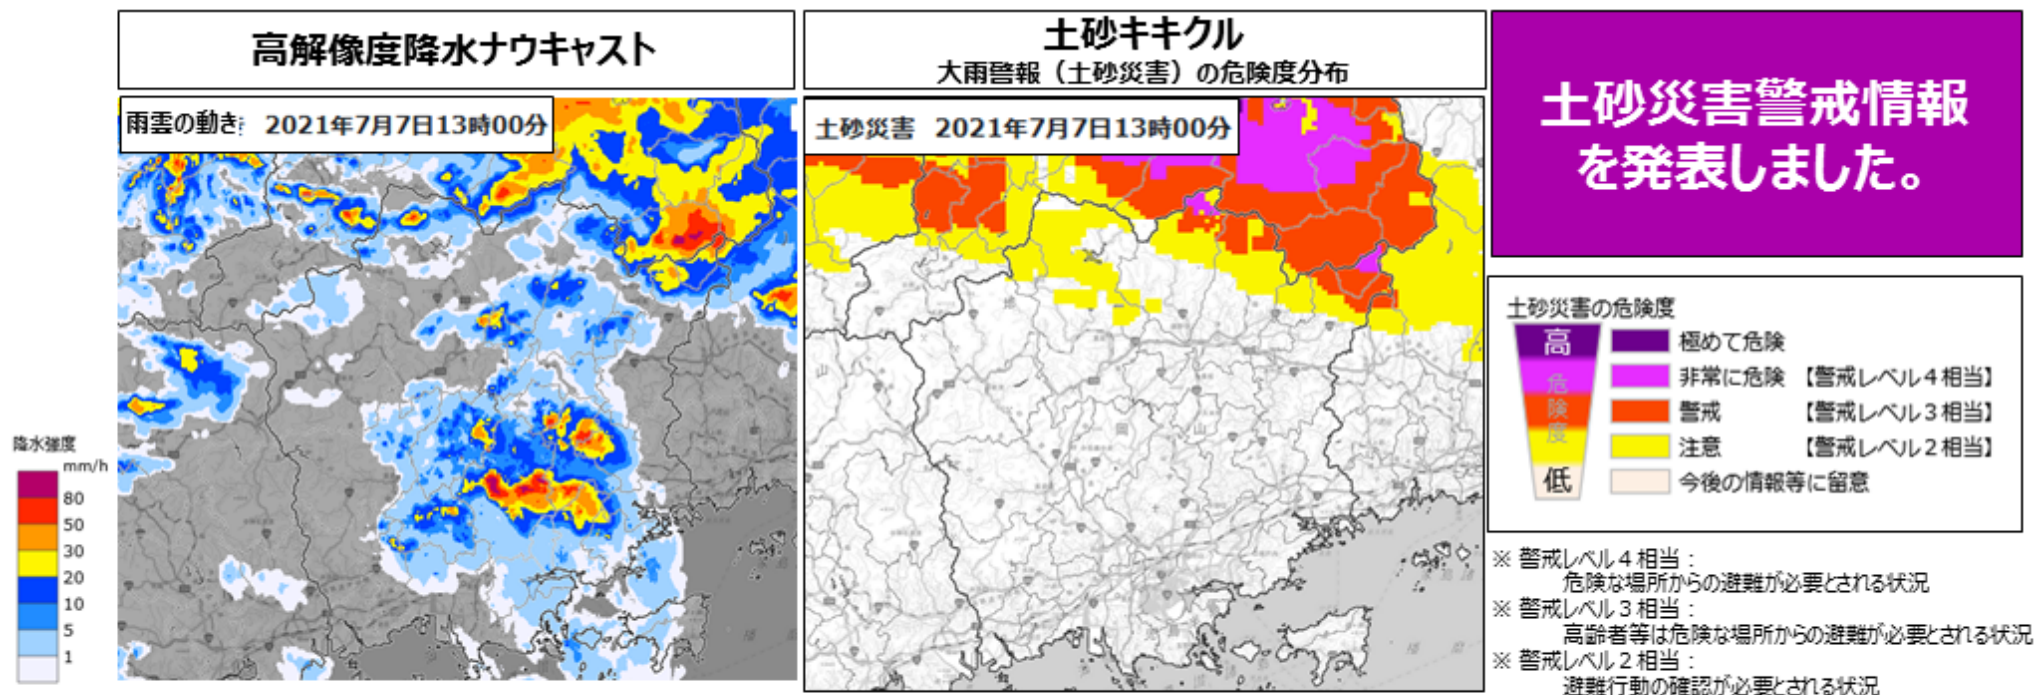 高解像度降水ナウキャスト
雨雲の動き
2021年7月7日13時00分
降水強度
mm/h
80
50
30
20
10
5
1
土砂キキクル
大雨警報（土砂災害）の危険度分布
土砂災害 2021年7月7日13時00分
岡
山
土砂災害警戒情報
を発表しました。
土砂災害の危険度
高
危
険
度
低
極めて危険
非常に危険 【警戒レベル４相当】
警戒 【警戒レベル３相当】
注意 【警戒レベル２相当】
今後の情報等に留意
※ 警戒レベル４相当：
危険な場所からの避難が必要とされる状況
※ 警戒レベル３相当：
高齢者等は危険な場所からの避難が必要とされる状況
※ 警戒レベル２相当：
避難行動の確認が必要とされる状況